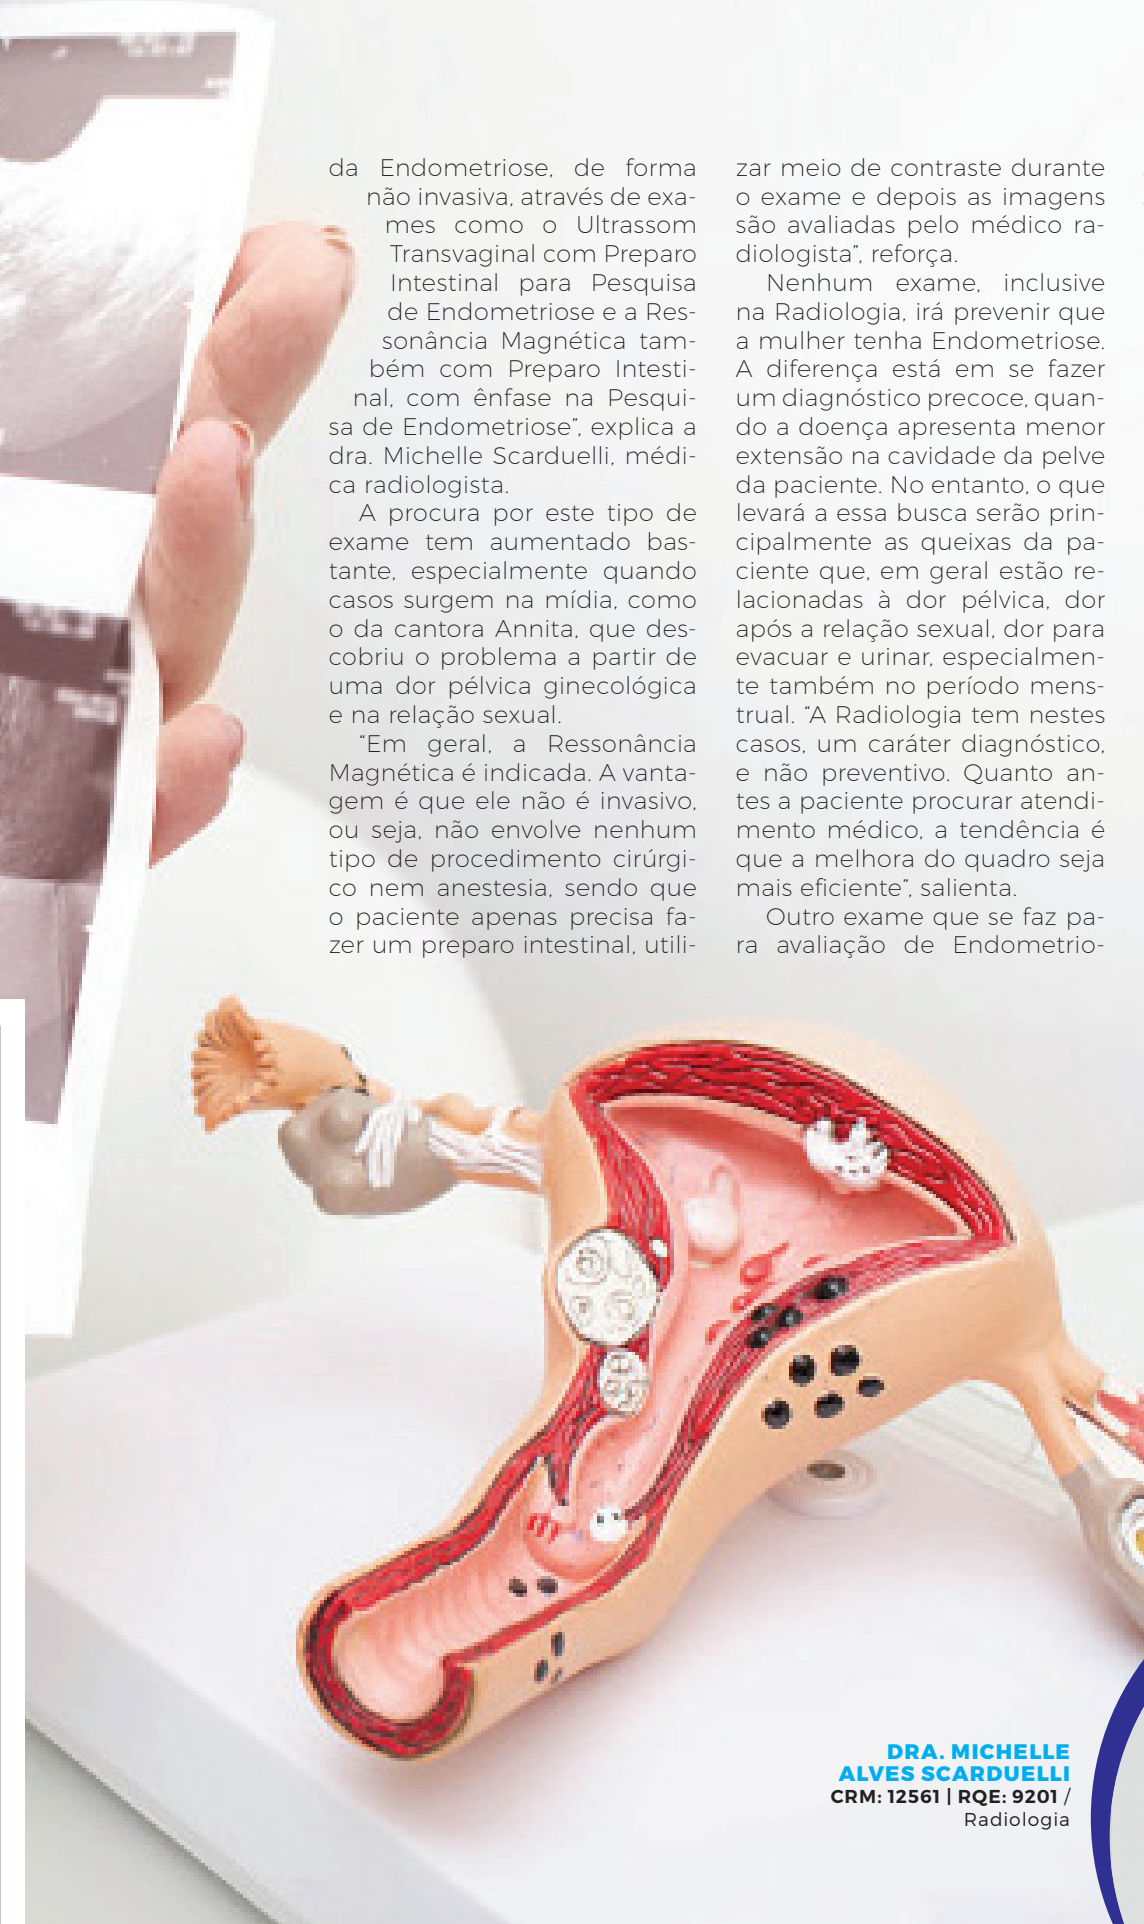 da Endometriose, de forma
não invasiva, através de exa-
mes como o Ultrassom
Transvaginal com Preparo
Intestinal para Pesquisa
de Endometriose e a Res-
sonância Magnética tam-
bém com Preparo Intesti-
nal, com ênfase na Pesqui-
sa de Endometriose”, explica a
dra. Michelle Scarduelli, médi-
ca radiologista.
A procura por este tipo de
exame tem aumentado bas-
tante, especialmente quando
casos surgem na mídia, como
o da cantora Annita, que des-
cobriu o problema a partir de
uma dor pélvica ginecológica
e na relação sexual.
“Em geral, a Ressonância
Magnética é indicada. A vanta-
gem é que ele não é invasivo,
ou seja, não envolve nenhum
tipo de procedimento cirúrgi-
co nem anestesia, sendo que
o paciente apenas precisa fa-
zer um preparo intestinal, utili-
zar meio de contraste durante
o exame e depois as imagens
são avaliadas pelo médico ra-
diologista”, reforça.
Nenhum exame, inclusive
na Radiologia, irá prevenir que
a mulher tenha Endometriose.
A diferença está em se fazer
um diagnóstico precoce, quan-
do a doença apresenta menor
extensão na cavidade da pelve
da paciente. No entanto, o que
levará a essa busca serão prin-
cipalmente as queixas da pa-
ciente que, em geral estão re-
lacionadas à dor pélvica, dor
após a relação sexual, dor para
evacuar e urinar, especialmen-
te também no período mens-
trual. “A Radiologia tem nestes
casos, um caráter diagnóstico,
e não preventivo. Quanto an-
tes a paciente procurar atendi-
mento médico, a tendência é
que a melhora do quadro seja
mais eficiente”, salienta.
Outro exame que se faz pa-
ra avaliação de Endometrio-
DRA. MICHELLE
ALVES SCARDUELLI
CRM: 12561 | RQE: 9201 /
Radiologia